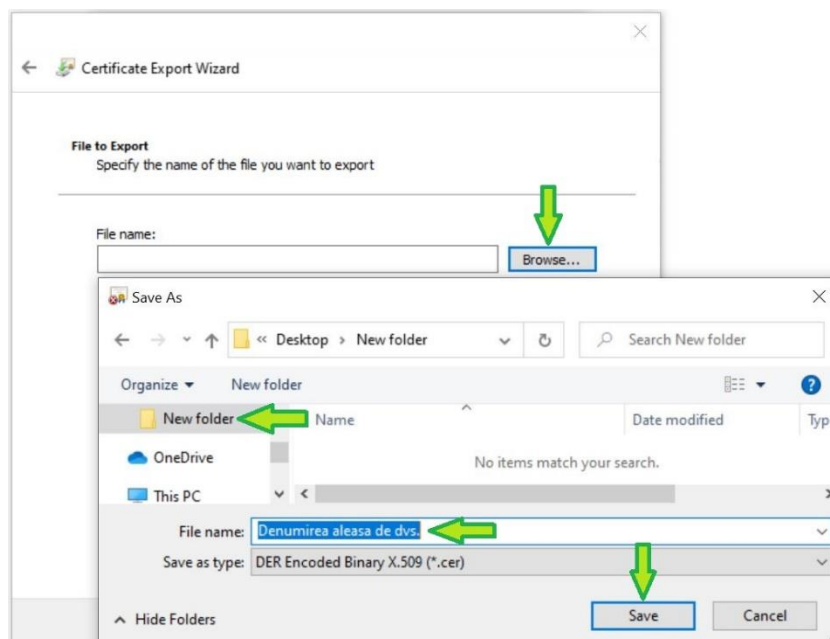 Certificate Export Wizard
File to Export
Specify the name of the file you want to export
File name:
Browse...
Save As
« Desktop › New folder
Search New folder
Organize
New folder
New folder
Name
Date modified
Typ
OneDrive
No items match your search.
This PC
File name: Denumirea aleasa de dvs.
Save as type: DER Encoded Binary X.509 (*.cer)
Hide Folders
Save
Cancel